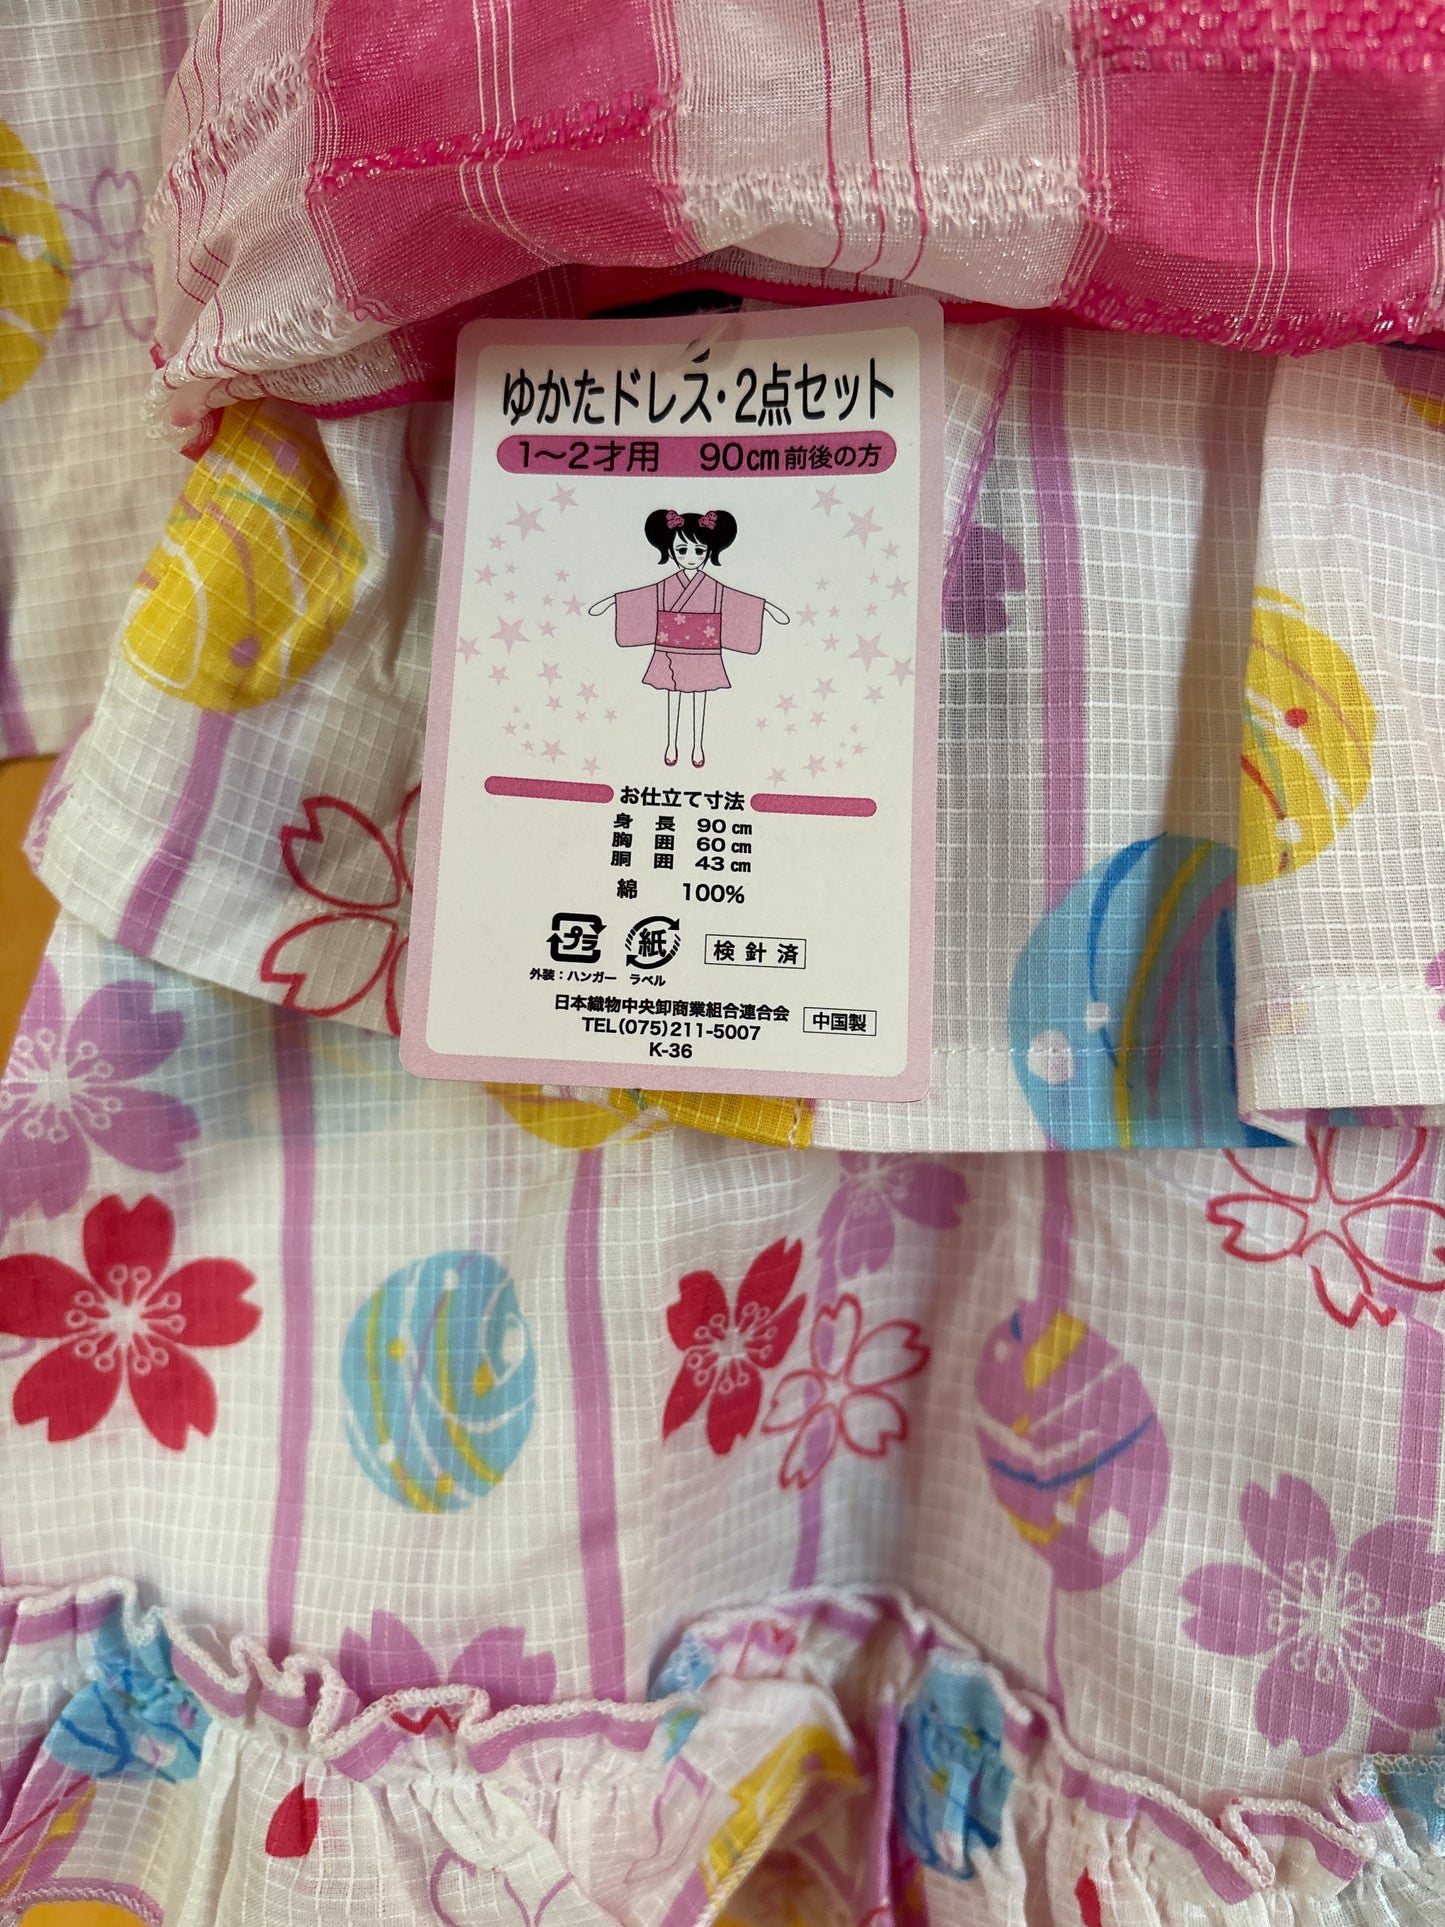 ゆかたドレス・2点セット
1～2才用　90cm前後の方
お仕立て寸法
身　長　90cm
胸　囲　60cm
胴　囲　43cm
綿　100%
プラ　紙　検針済
外装：ハンガー　ラベル
日本織物中央卸商業組合連合会
TEL(075)211-5007　中国製
K-36